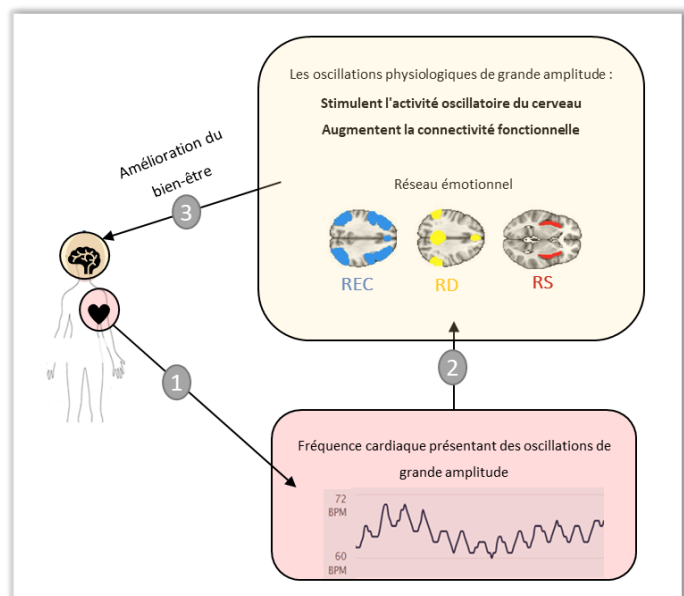 Les oscillations physiologiques de grande amplitude :
Stimulent l'activité oscillatoire du cerveau
Augmentent la connectivité fonctionnelle
Amélioration du
bien-être
Réseau émotionnel
3
REC
RD
RS
1
2
Fréquence cardiaque présentant des oscillations de
grande amplitude
72
BPM
60
BPM